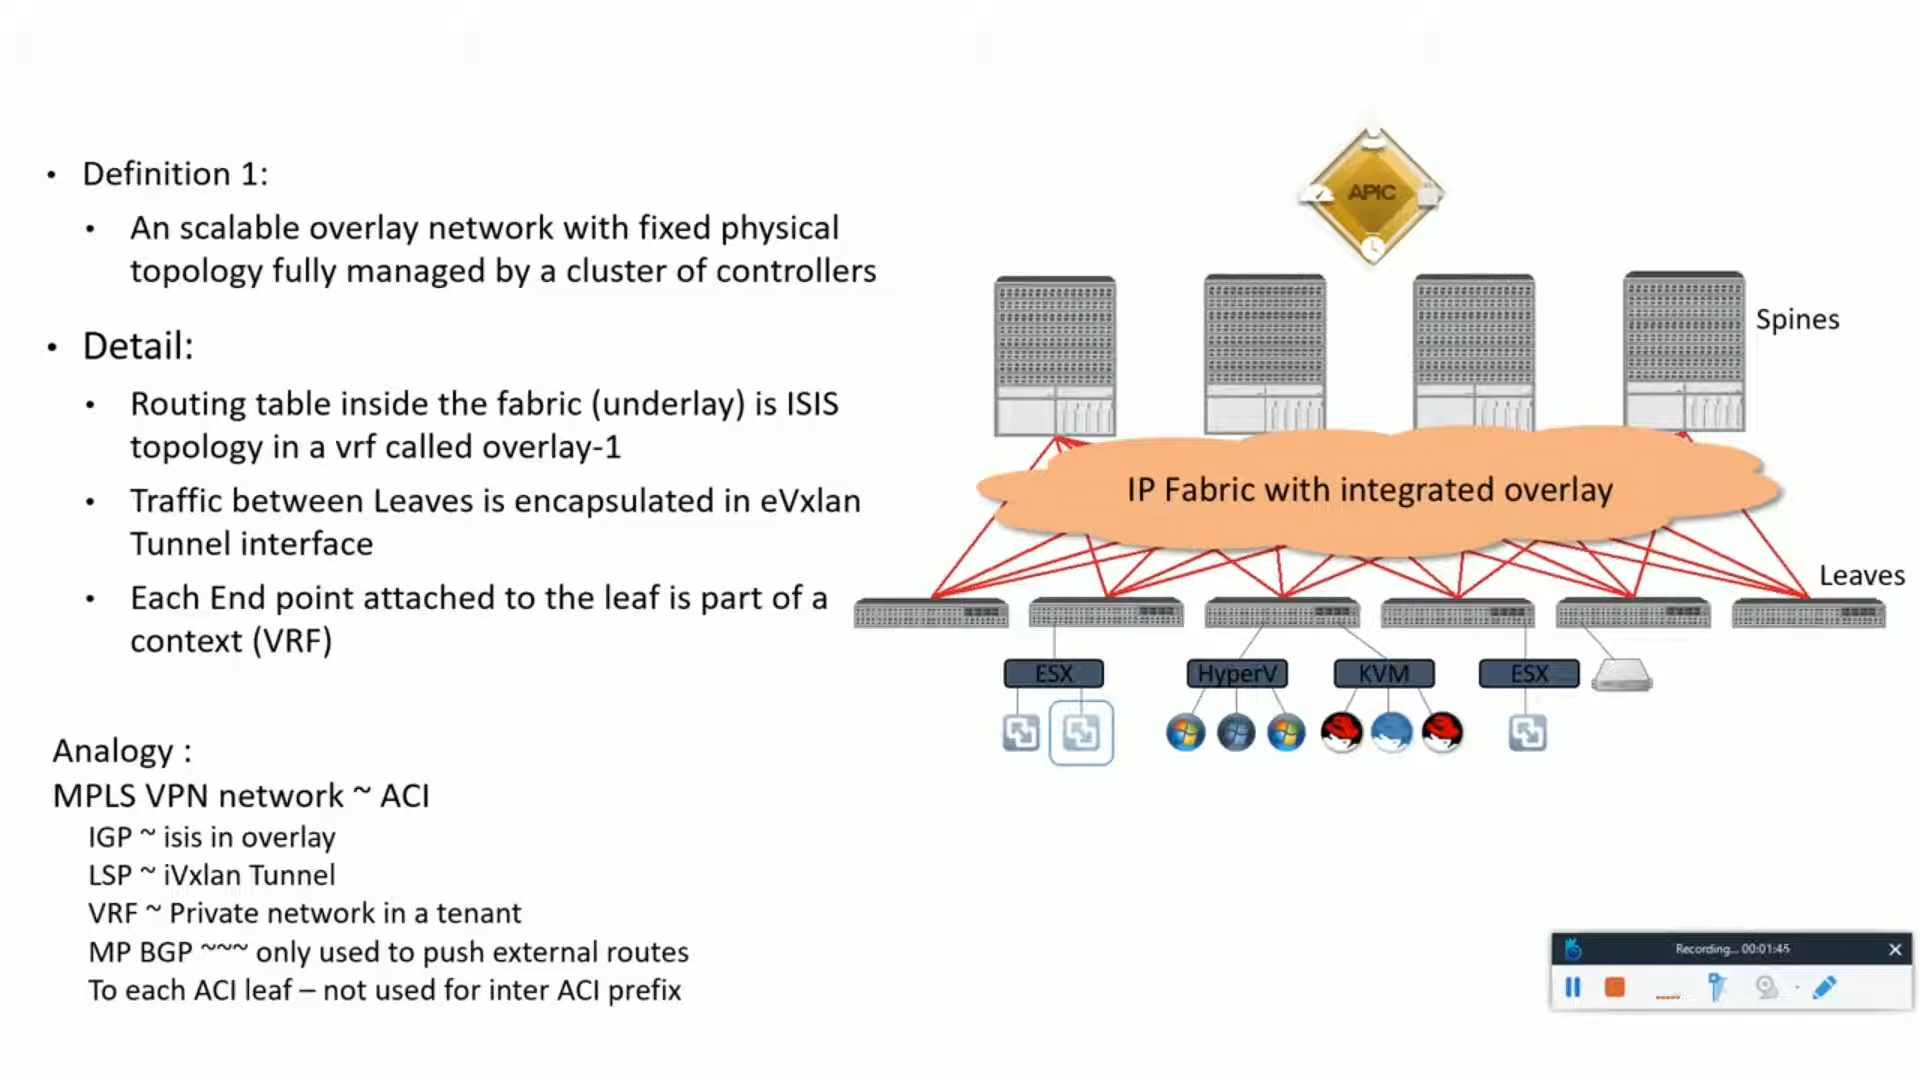 • Definition 1:
• An scalable overlay network with fixed physical
topology fully managed by a cluster of controllers
• Detail:
• Routing table inside the fabric (underlay) is ISIS
topology in a vrf called overlay-1
• Traffic between Leaves is encapsulated in eVxlan
Tunnel interface
• Each End point attached to the leaf is part of a
context (VRF)
Analogy :
MPLS VPN network ~ ACI
IGP ~ isis in overlay
LSP ~ iVxlan Tunnel
VRF ~ Private network in a tenant
MP BGP ~~~ only used to push external routes
To each ACI leaf – not used for inter ACI prefix
APIC
Spines
IP Fabric with integrated overlay
Leaves
ESX
HyperV
KVM
ESX
Recording... 00:01:45